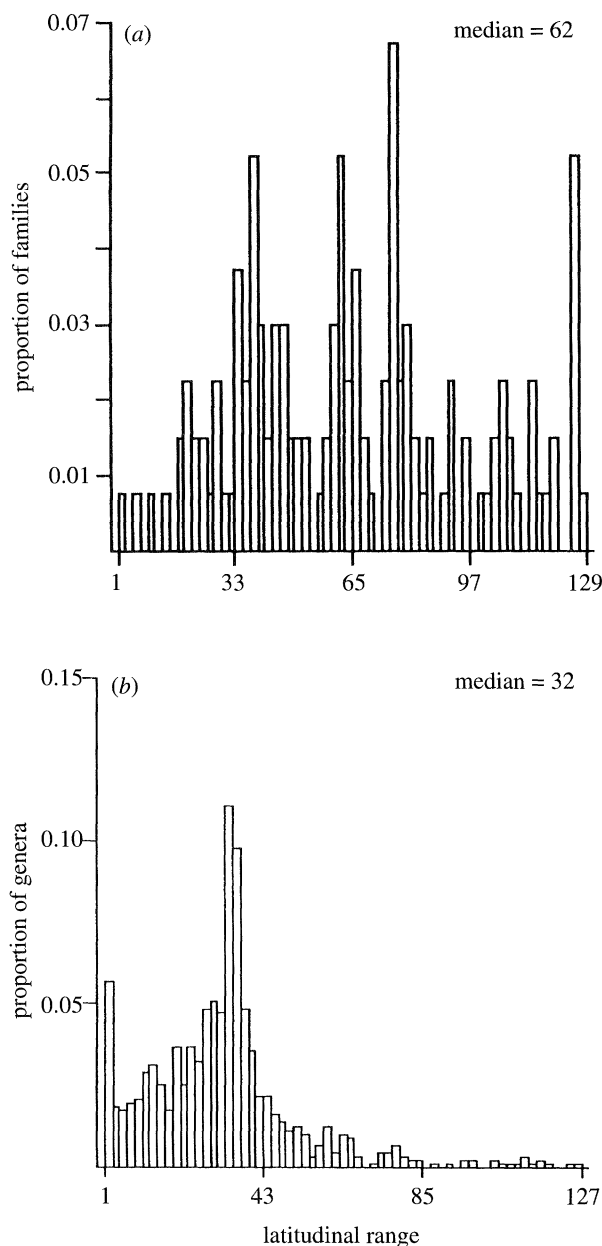 (a)
median = 62
proportion of families
0.07
0.05
0.03
0.01
1 33 65 97 129
(b)
median = 32
proportion of genera
0.15
0.10
0.05
1 43 85 127
latitudinal range